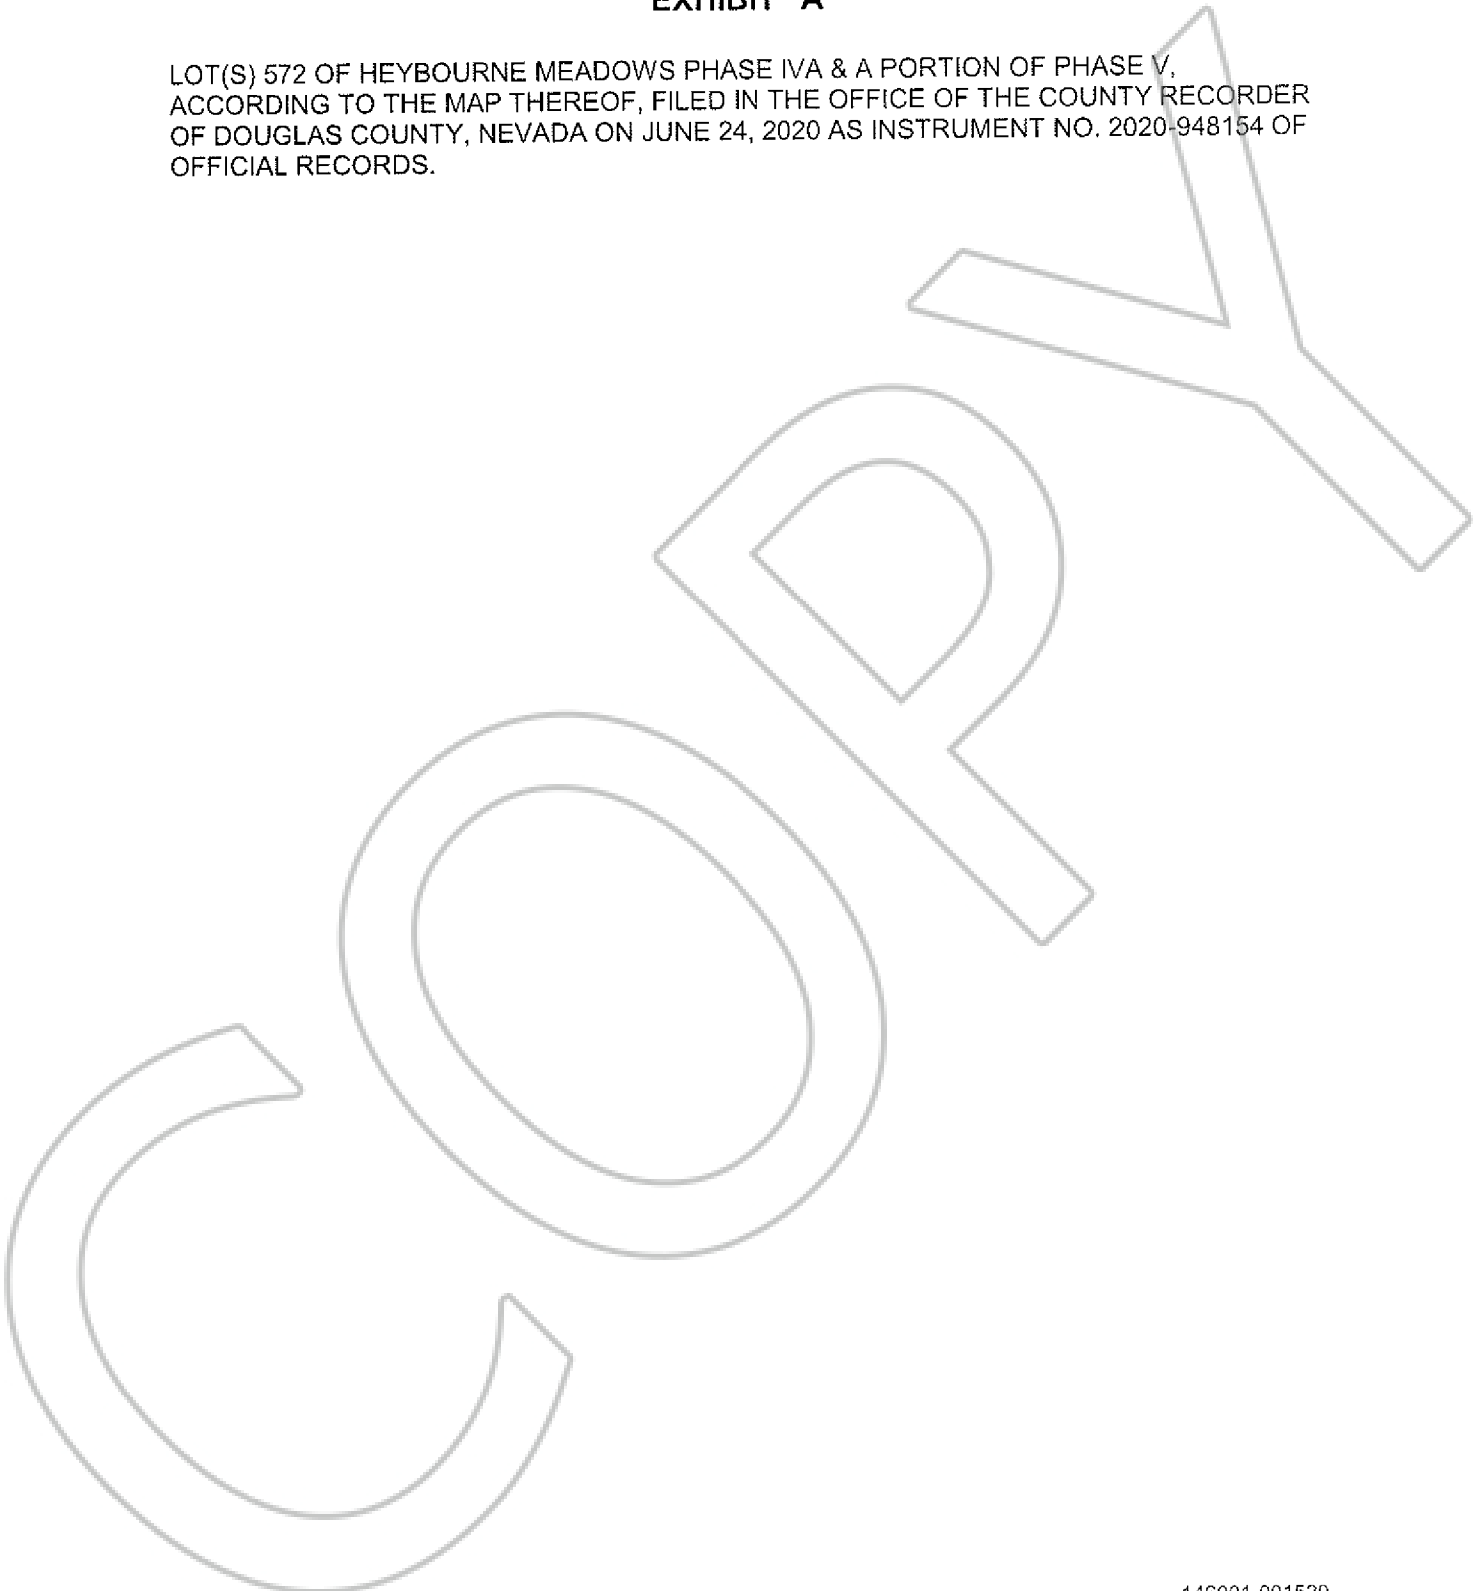 EXHIBIT "A"
LOT(S) 572 OF HEYBOURNE MEADOWS PHASE IVA & A PORTION OF PHASE V,
ACCORDING TO THE MAP THEREOF, FILED IN THE OFFICE OF THE COUNTY RECORDER
OF DOUGLAS COUNTY, NEVADA ON JUNE 24, 2020 AS INSTRUMENT NO. 2020-948154 OF
OFFICIAL RECORDS.
COPY